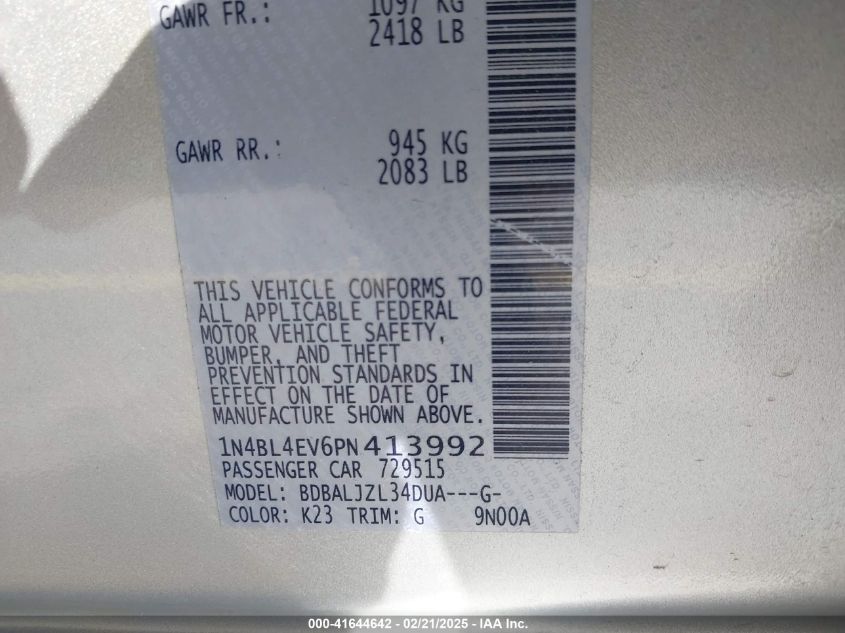 GAWR FR.: 1097 KG
2418 LB
GAWR RR.: 945 KG
2083 LB
THIS VEHICLE CONFORMS TO
ALL APPLICABLE FEDERAL
MOTOR VEHICLE SAFETY,
BUMPER, AND THEFT
PREVENTION STANDARDS IN
EFFECT ON THE DATE OF
MANUFACTURE SHOWN ABOVE.
1N4BL4EV6PN413992
PASSENGER CAR 729515
MODEL: BDBALJZL34DUA---G-
COLOR: K23 TRIM: G 9N00A
000-41644642 - 02/21/2025 - IAA Inc.